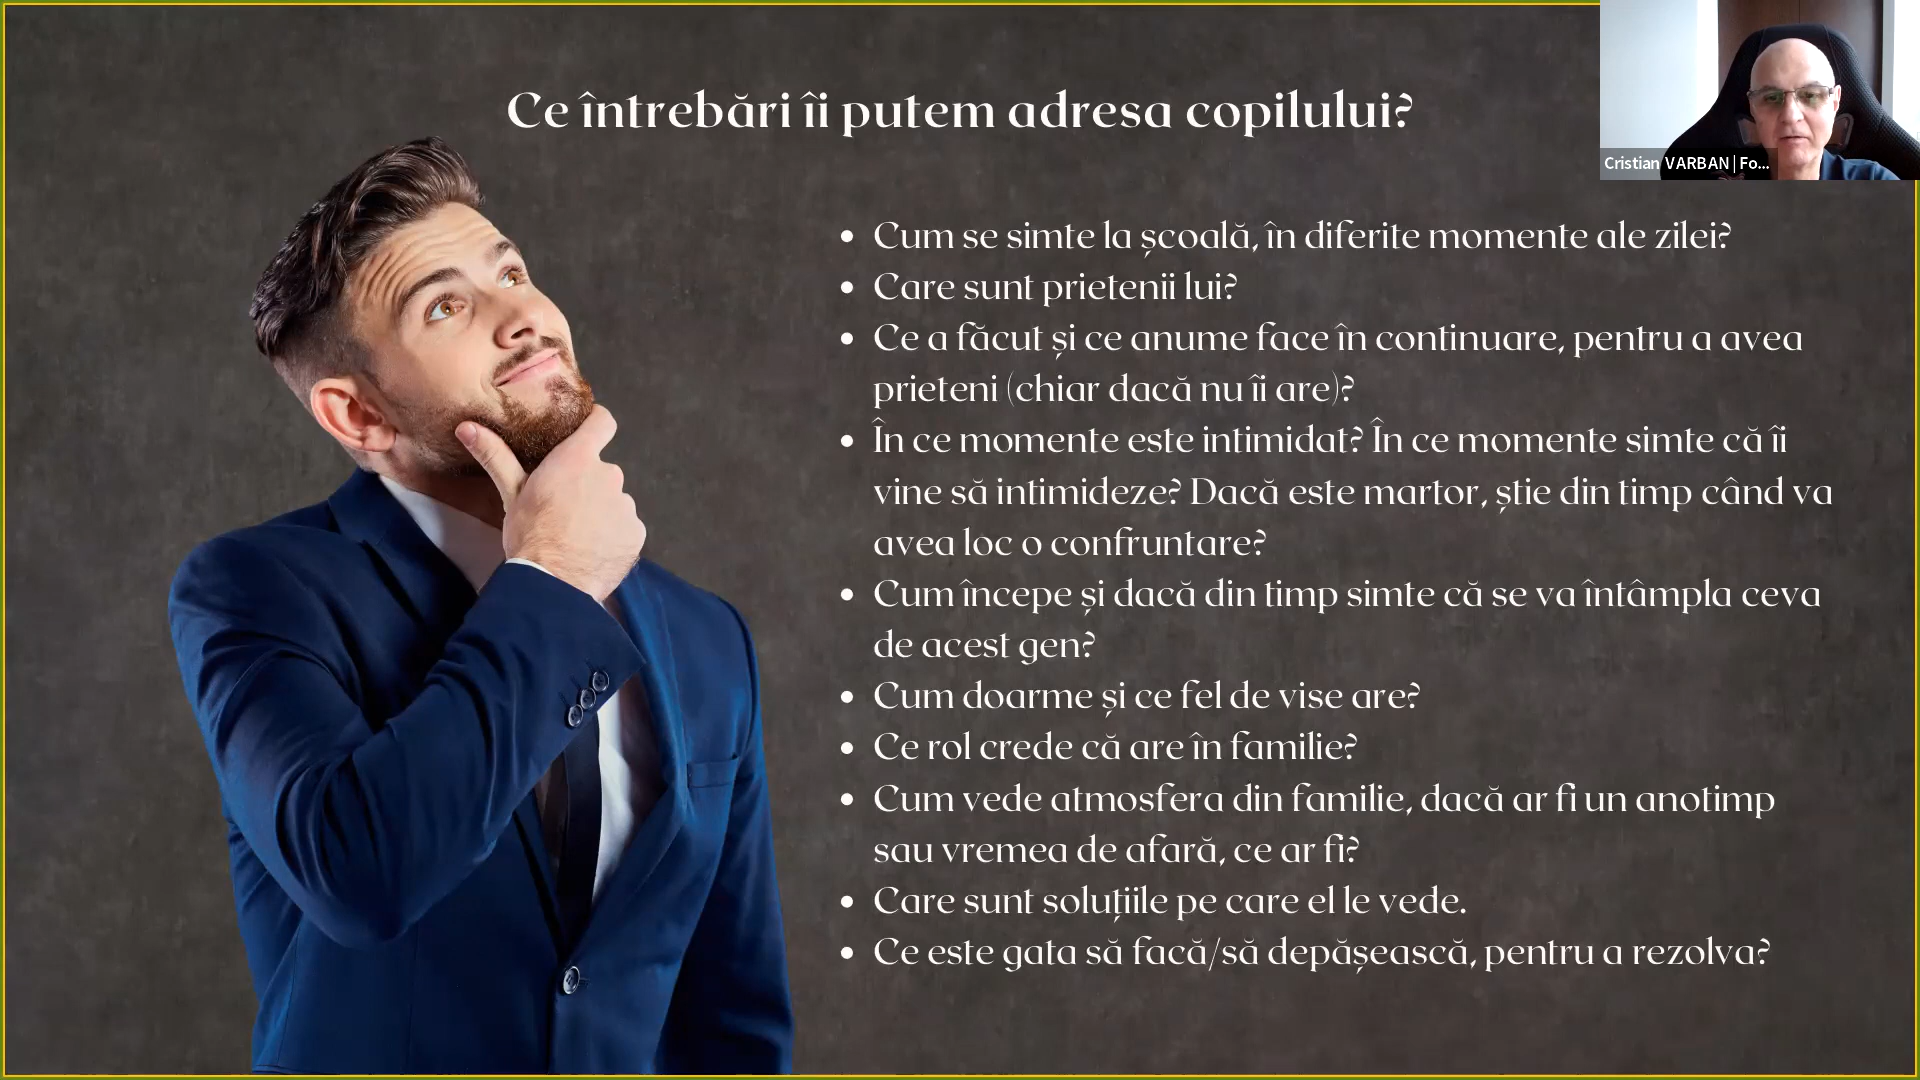 Ce întrebări îi putem adresa copilului?
Cristian VARBAN | Fo...
• Cum se simte la școală, în diferite momente ale zilei?
• Care sunt prietenii lui?
• Ce a făcut și ce anume face în continuare, pentru a avea
prieteni (chiar dacă nu îi are)?
• În ce momente este intimidat? În ce momente simte că îi
vine să intimideze? Dacă este martor, știe din timp când va
avea loc o confruntare?
• Cum începe și dacă din timp simte că se va întâmpla ceva
de acest gen?
• Cum doarme și ce fel de vise are?
• Ce rol crede că are în familie?
• Cum vede atmosfera din familie, dacă ar fi un anotimp
sau vremea de afară, ce ar fi?
• Care sunt soluțiile pe care el le vede.
• Ce este gata să facă/să depășească, pentru a rezolva?